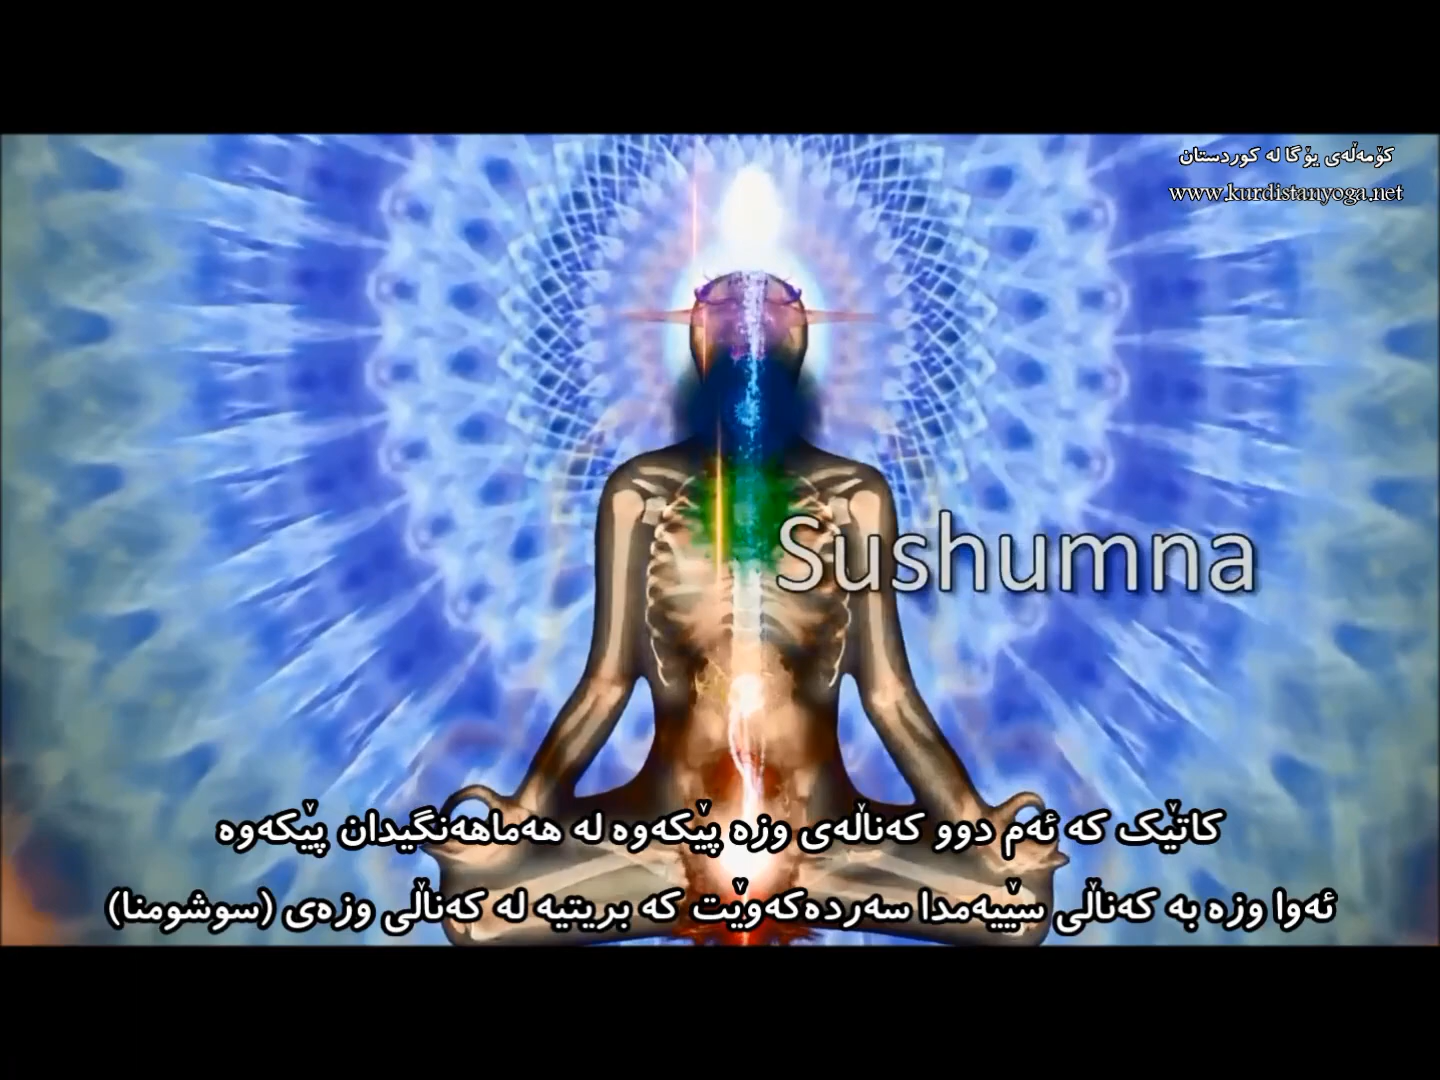 کۆمەڵەی یۆگا لە کوردستان
www.kurdistanyoga.net
Sushumna
کاتێک کە ئەم دوو کەناڵەی وزە پێکەوە لە هەماهەنگیدان پێکەوە
ئەوا وزە بە کەناڵی سێیەمدا سەردەکەوێت کە بریتیە لە کەناڵی وزەی (سوشومنا)